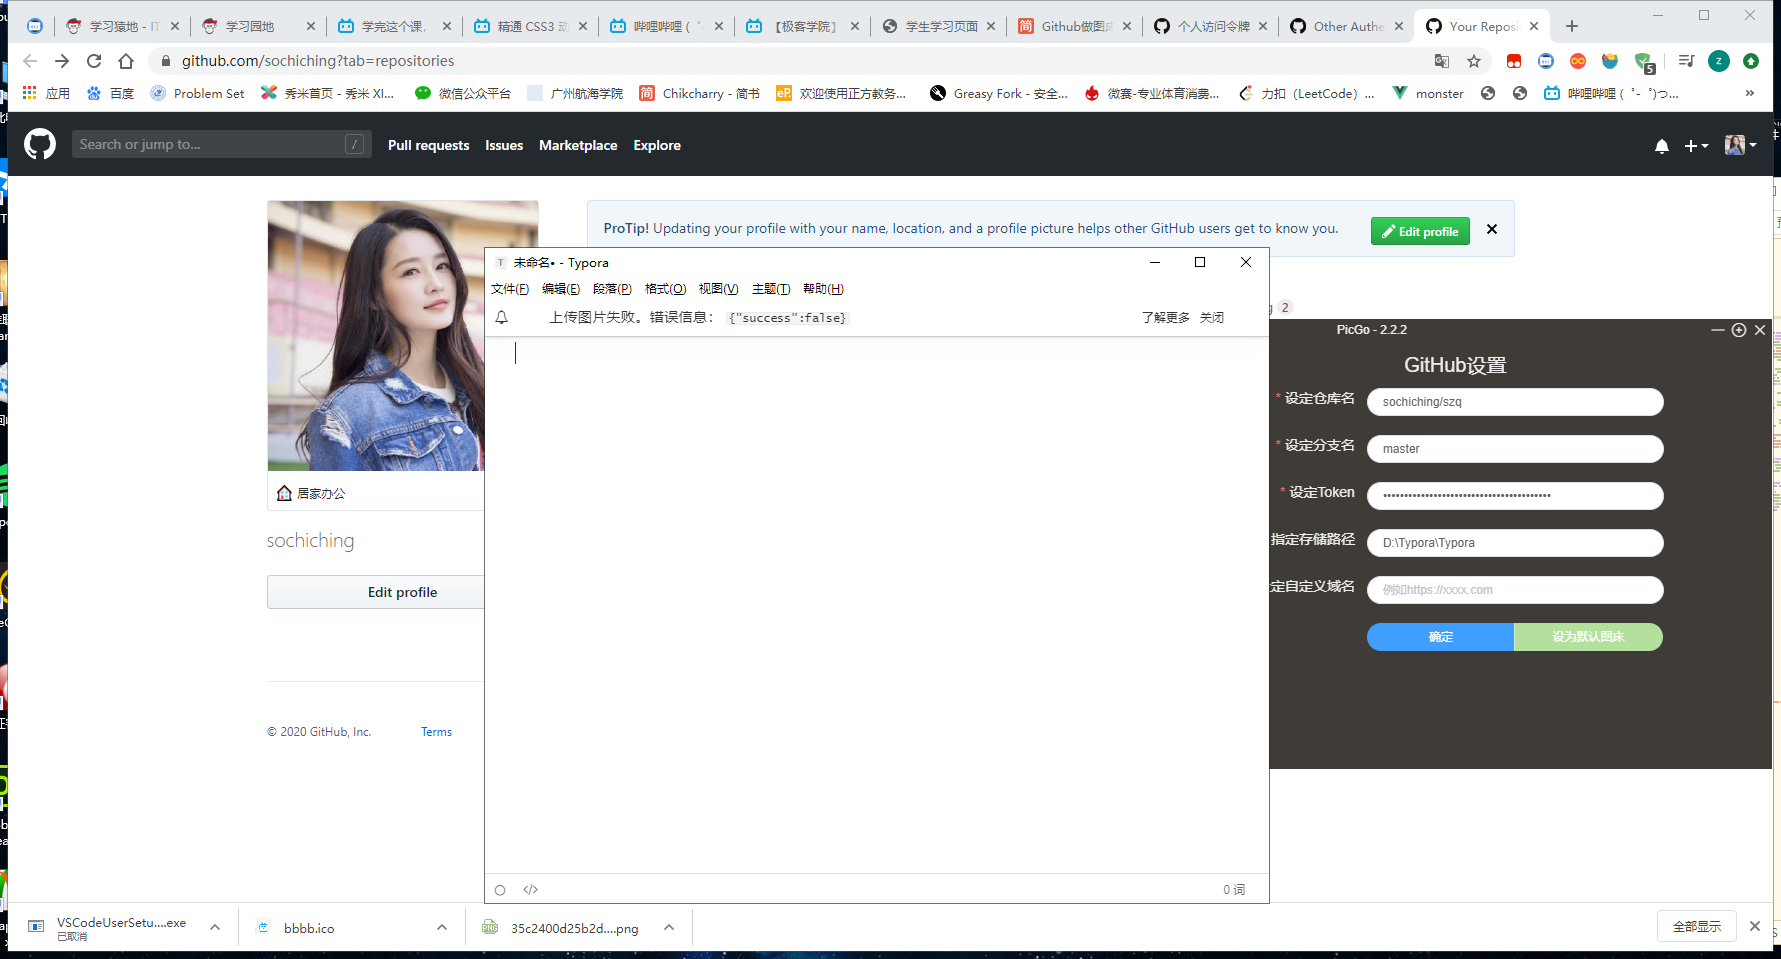 学习猿地 - IT
学习园地
学完这个课,
精通 CSS3 动
哔哩哔哩 ( ゜-
【极客学院】
学生学习页面
Github做图床
个人访问令牌
Other Authe
Your Reposi
github.com/sochiching?tab=repositories
5
Z
应用
百度
Problem Set
秀米首页 - 秀米 XI...
微信公众平台
广州航海学院
Chikcharry - 简书
欢迎使用正方教务...
Greasy Fork - 安全...
微赛-专业体育消费...
力扣 (LeetCode) ...
monster
哔哩哔哩 ( ゜- ゜)つ...
»
Search or jump to...
/
Pull requests
Issues
Marketplace
Explore
ProTip! Updating your profile with your name, location, and a profile picture helps other GitHub users get to know you.
Edit profile
未命名• - Typora
文件(F) 编辑(E) 段落(P) 格式(O) 视图(V) 主题(T) 帮助(H)
上传图片失败。错误信息： {"success":false}
了解更多 关闭
2
PicGo - 2.2.2
GitHub设置
* 设定仓库名
sochiching/szq
* 设定分支名
master
* 设定Token
••••••••••••••••••••••••••••••••••••••••
指定存储路径
D:\Typora\Typora
定自定义域名
例如https://xxxx.com
确定
设为默认图床
居家办公
sochiching
Edit profile
© 2020 GitHub, Inc.
Terms
</>
0 词
VSCodeUserSetu....exe
已取消
bbbb.ico
35c2400d25b2d....png
全部显示